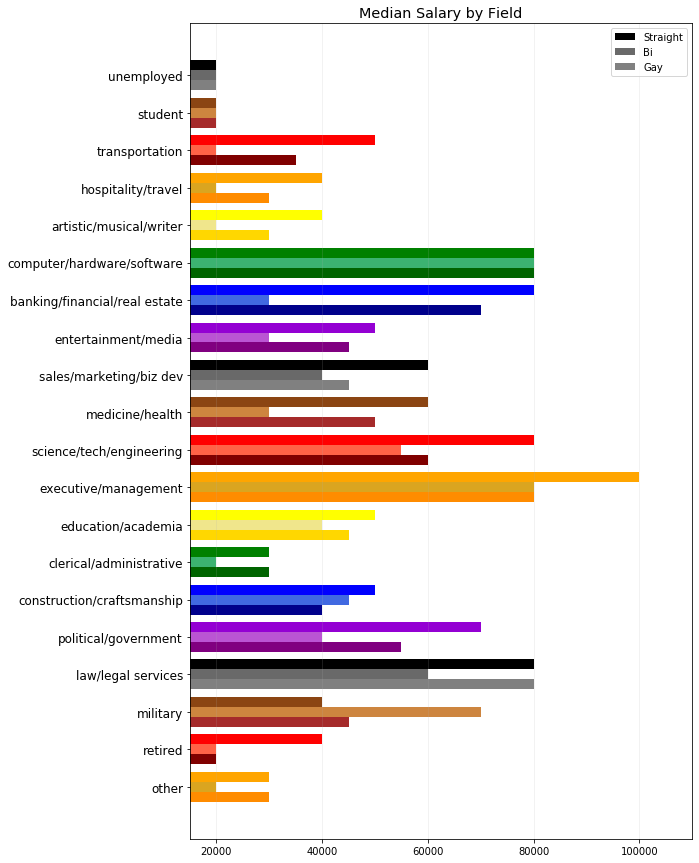 Median Salary by Field
Straight
Bi
Gay
unemployed
student
transportation
hospitality/travel
artistic/musical/writer
computer/hardware/software
banking/financial/real estate
entertainment/media
sales/marketing/biz dev
medicine/health
science/tech/engineering
executive/management
education/academia
clerical/administrative
construction/craftsmanship
political/government
law/legal services
military
retired
other
20000 40000 60000 80000 100000